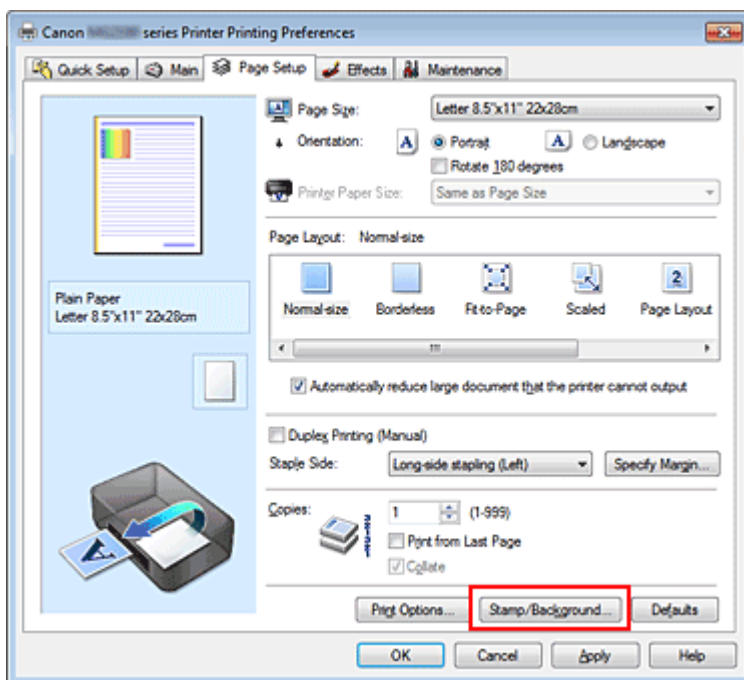 Canon series Printer Printing Preferences
Quick Setup Main Page Setup Effects Maintenance
Page Size: Letter 8.5"x11" 22x28cm
Orientation: A Portrait A Landscape
Rotate 180 degrees
Printer Paper Size: Same as Page Size
Page Layout: Normal-size
Normal-size Borderless Fit-to-Page Scaled Page Layout
Plain Paper
Letter 8.5"x11" 22x28cm
Automatically reduce large document that the printer cannot output
Duplex Printing (Manual)
Staple Side: Long-side stapling (Left) Specify Margin...
Copies: 1 (1-999)
Print from Last Page
Collate
Print Options... Stamp/Background... Defaults
OK Cancel Apply Help